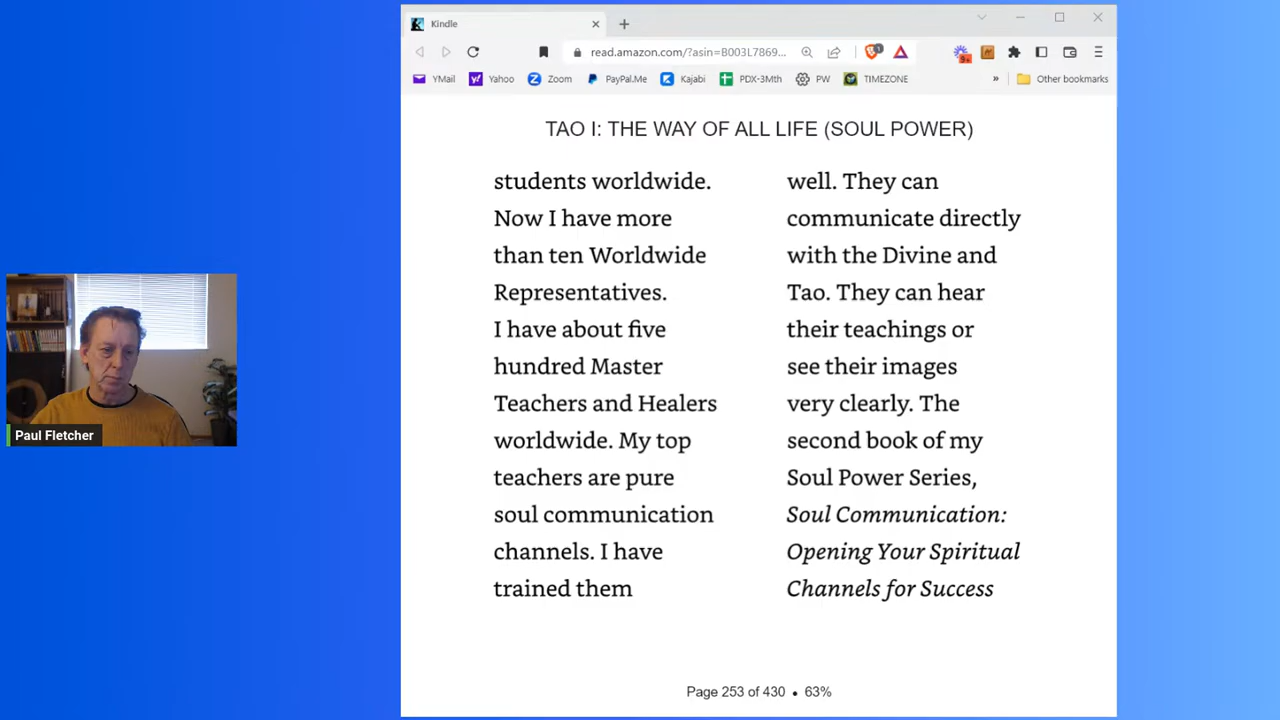 Kindle
read.amazon.com/?asin=B003L7869...
1
9+
YMail
Yahoo
Zoom
PayPal.Me
Kajabi
PDX-3Mth
PW
TIMEZONE
»
Other bookmarks
TAO I: THE WAY OF ALL LIFE (SOUL POWER)
students worldwide.
Now I have more
than ten Worldwide
Representatives.
I have about five
hundred Master
Teachers and Healers
worldwide. My top
teachers are pure
soul communication
channels. I have
trained them
well. They can
communicate directly
with the Divine and
Tao. They can hear
their teachings or
see their images
very clearly. The
second book of my
Soul Power Series,
Soul Communication:
Opening Your Spiritual
Channels for Success
Page 253 of 430 • 63%
Paul Fletcher